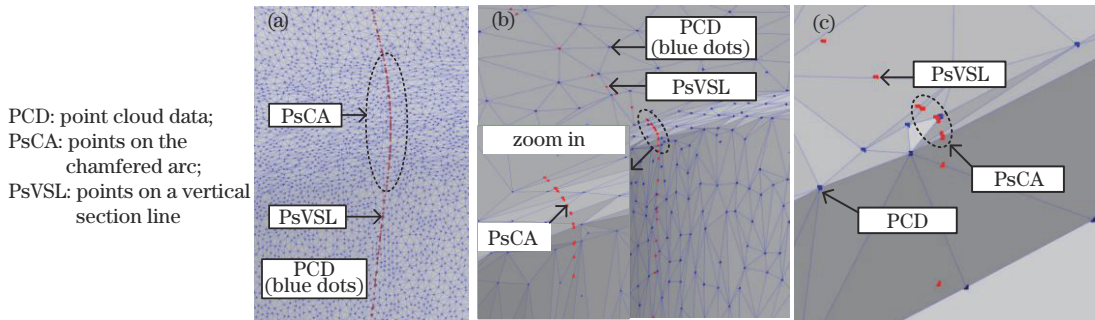 PCD: point cloud data;
PsCA: points on the
chamfered arc;
PsVSL: points on a vertical
section line
(a)
PsCA
PsVSL
PCD
(blue dots)
(b)
PCD
(blue dots)
PsVSL
zoom in
PsCA
(c)
PsVSL
PsCA
PCD